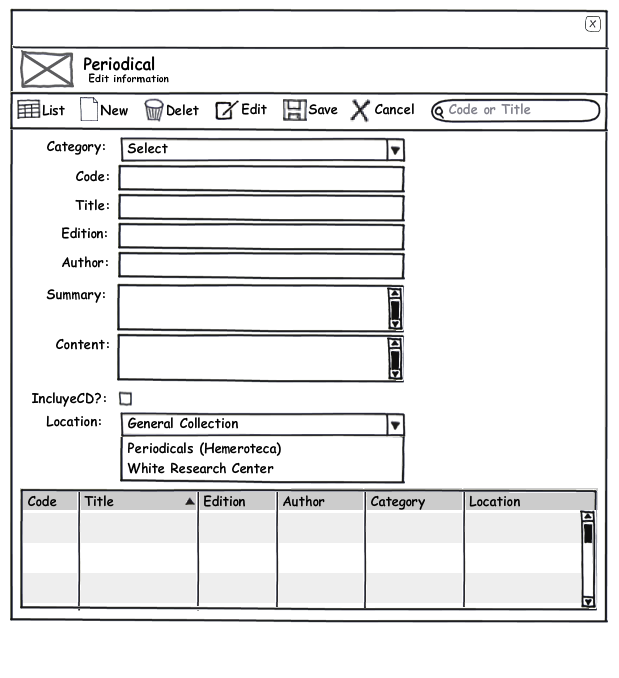 X
Periodical
Edit information
List New Delet Edit Save Cancel Code or Title
Category: Select
Code:
Title:
Edition:
Author:
Summary:
Content:
IncluyeCD?:
Location: General Collection
Periodicals (Hemeroteca)
White Research Center
Code Title Edition Author Category Location